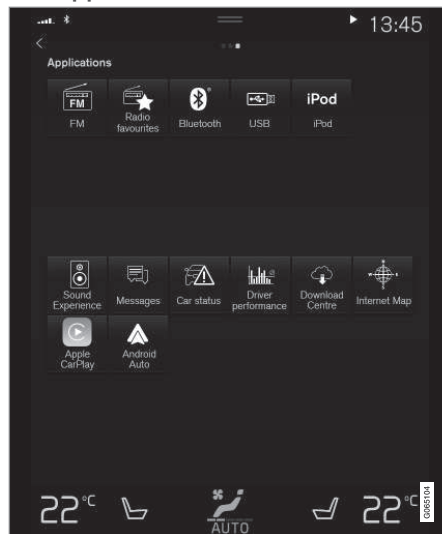 13:45
Applications
FM
iPod
FM
Radio
favourites
Bluetooth
USB
iPod
Sound
Experience
Messages
Car status
Driver
performance
Download
Centre
Internet Map
Apple
CarPlay
Android
Auto
22°C
AUTO
22°C
G065104